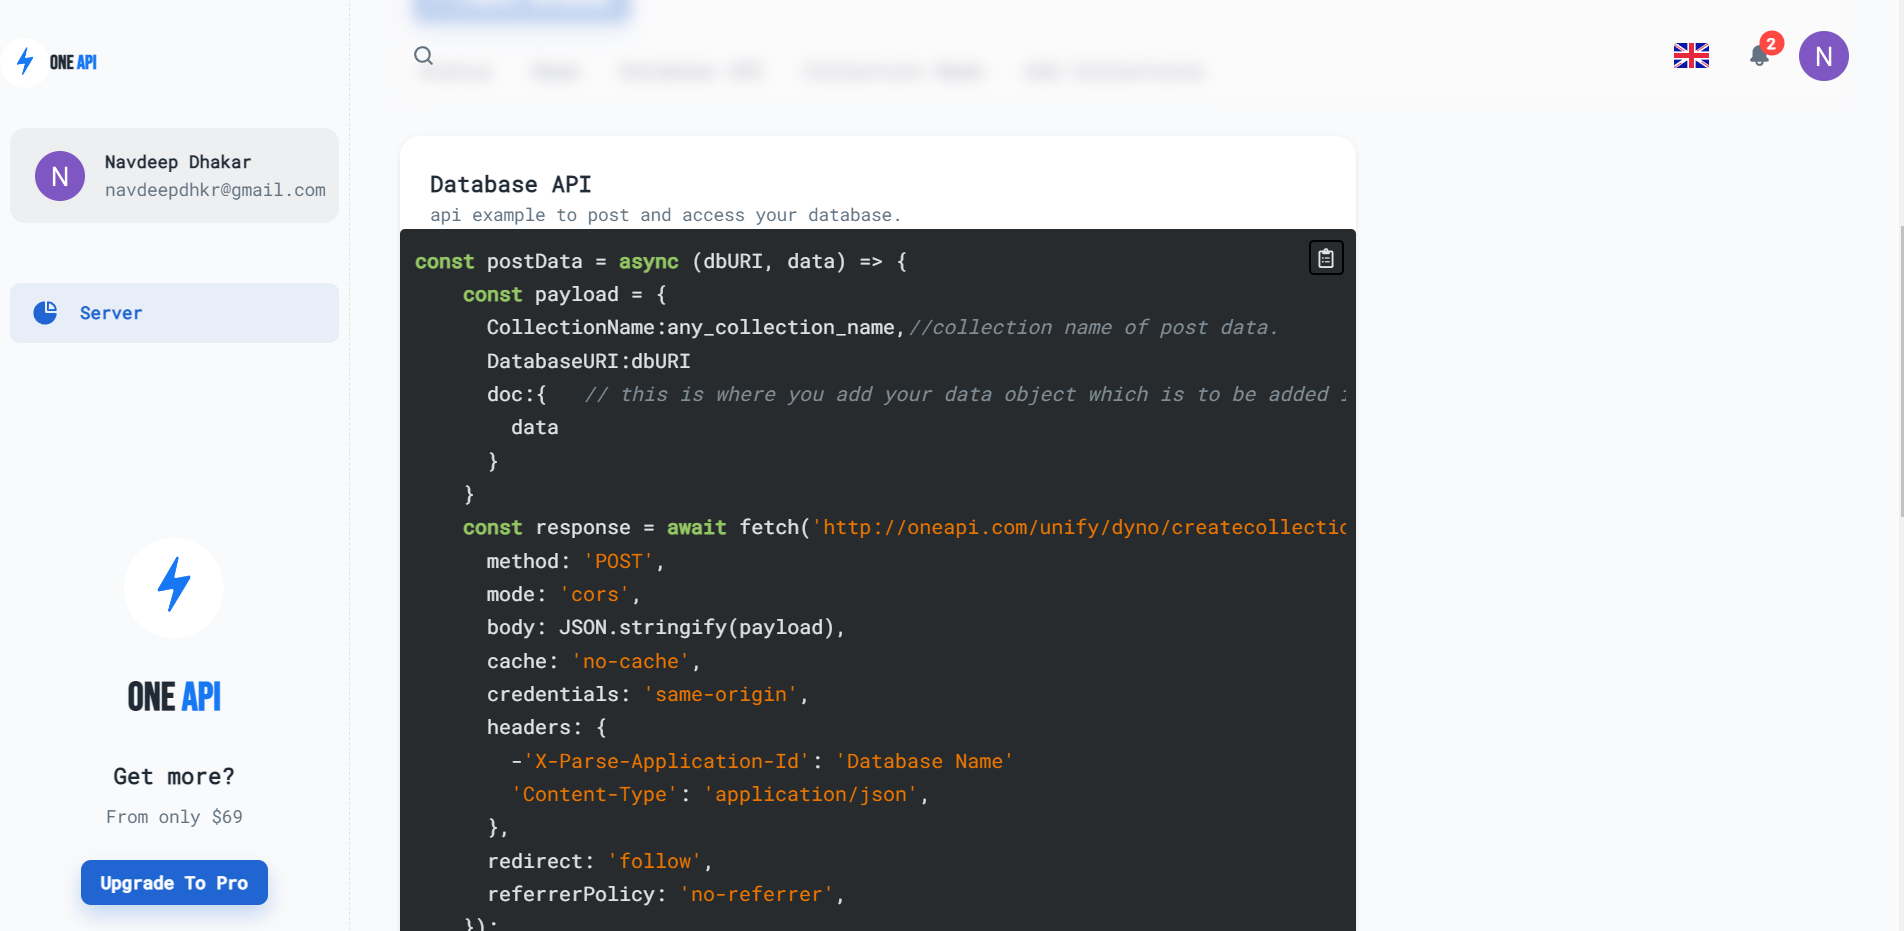 ONE API
2
N
N
Navdeep Dhakar
navdeepdhkr@gmail.com
Server
ONE API
Get more?
From only $69
Upgrade To Pro
Database API
api example to post and access your database.
const postData = async (dbURI, data) => {
const payload = {
CollectionName:any_collection_name,//collection name of post data.
DatabaseURI:dbURI
doc:{   // this is where you add your data object which is to be added
data
}
}
const response = await fetch('http://oneapi.com/unify/dyno/createcollectio
method: 'POST',
mode: 'cors',
body: JSON.stringify(payload),
cache: 'no-cache',
credentials: 'same-origin',
headers: {
-'X-Parse-Application-Id': 'Database Name'
'Content-Type': 'application/json',
},
redirect: 'follow',
referrerPolicy: 'no-referrer',
});